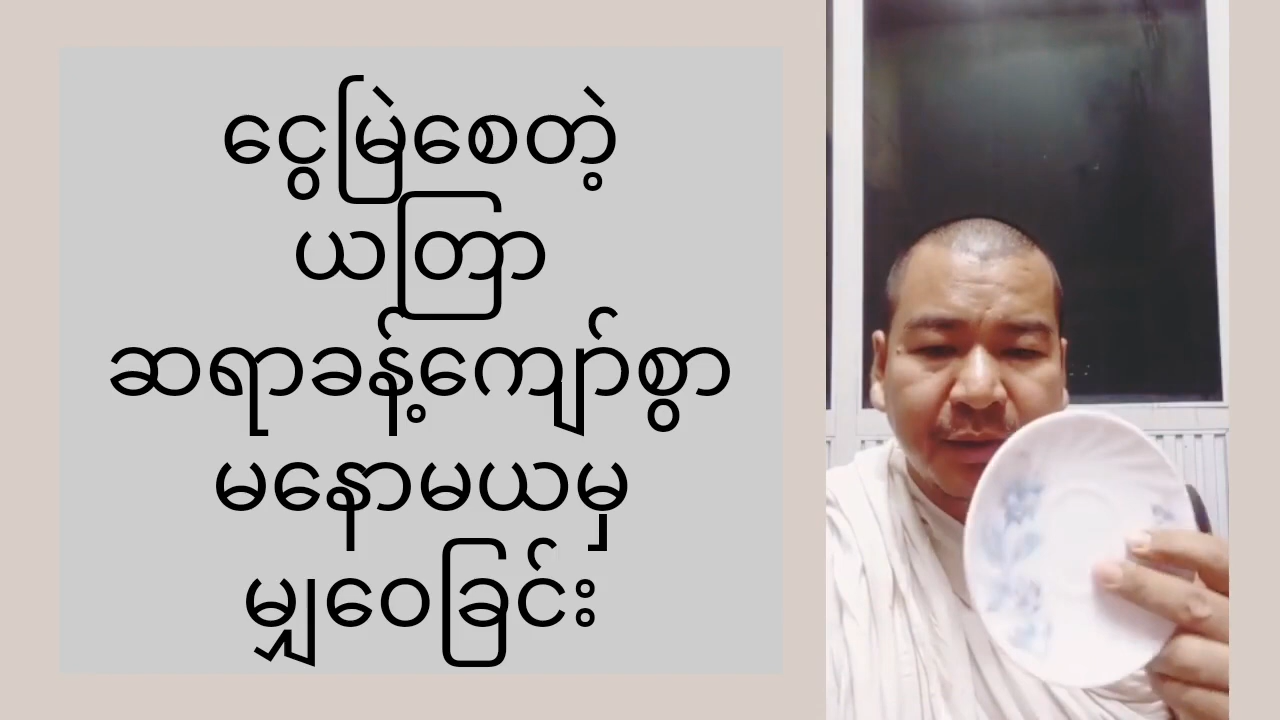 ငွေမြဲစေတဲ့
ယတြာ
ဆရာခန့်ကျော်စွာ
မနောမယမှ
မျှဝေခြင်း